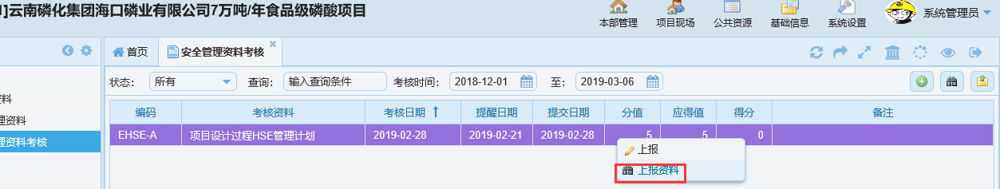 ]云南磷化集团海口磷业有限公司7万吨/年食品级磷酸项目
本部管理 项目现场 公共资源 基础信息 系统设置 系统管理员
首页 安全管理资料考核
状态： 所有 查询： 输入查询条件 考核时间： 2018-12-01 至： 2019-03-06
资料
理资料
理资料考核
编码 考核资料 考核日期 提醒日期 提交日期 分值 应得值 得分 备注
EHSE-A 项目设计过程HSE管理计划 2019-02-28 2019-02-21 2019-02-28 5 5 0
上报
上报资料